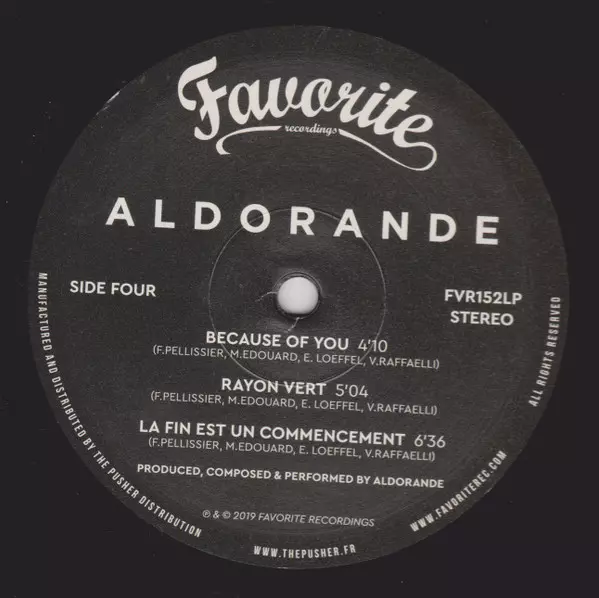 Favorite
recordings
ALDORANDE
SIDE FOUR
FVR152LP
STEREO
BECAUSE OF YOU 4'10
(F.PELLISSIER, M.EDOUARD, E. LOEFFEL, V.RAFFAELLI)
RAYON VERT 5'04
(F.PELLISSIER, M.EDOUARD, E. LOEFFEL, V.RAFFAELLI)
LA FIN EST UN COMMENCEMENT 6'36
(F.PELLISSIER, M.EDOUARD, E. LOEFFEL, V.RAFFAELLI)
PRODUCED, COMPOSED & PERFORMED BY ALDORANDE
℗ & © 2019 FAVORITE RECORDINGS
MANUFACTURED AND DISTRIBUTED BY THE PUSHER DISTRIBUTION
WWW.THEPUSHER.FR
WWW.FAVORITEREC.COM
ALL RIGHTS RESERVED